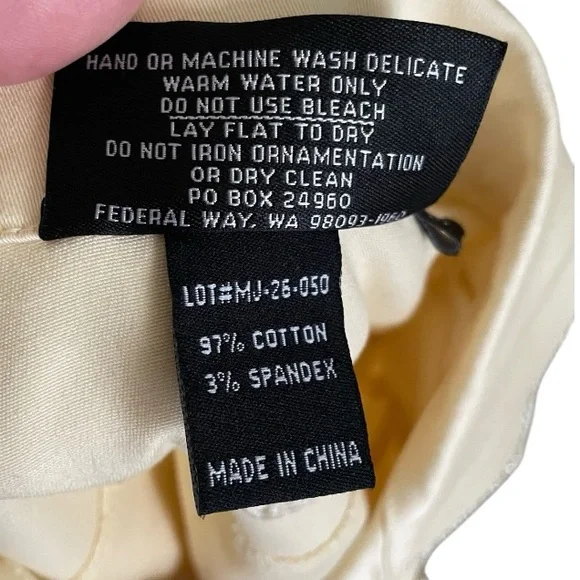 HAND OR MACHINE WASH DELICATE
WARM WATER ONLY
DO NOT USE BLEACH
LAY FLAT TO DRY
DO NOT IRON ORNAMENTATION
OR DRY CLEAN
PO BOX 24960
FEDERAL WAY, WA 98093-1960
LOT#MJ-26-050
97% COTTON
3% SPANDEX
MADE IN CHINA